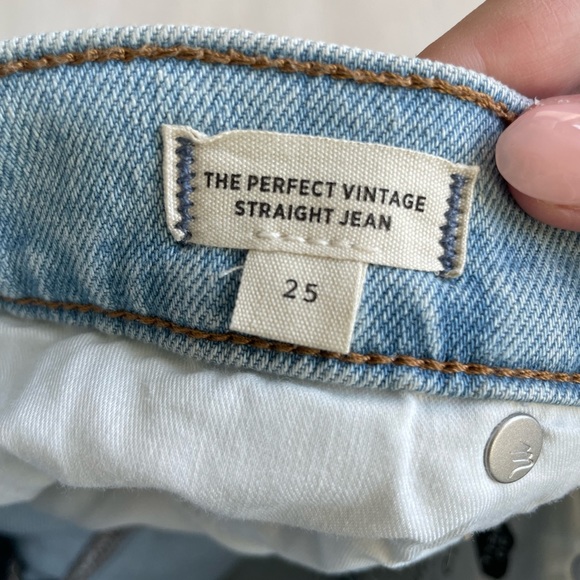 THE PERFECT VINTAGE
STRAIGHT JEAN
25